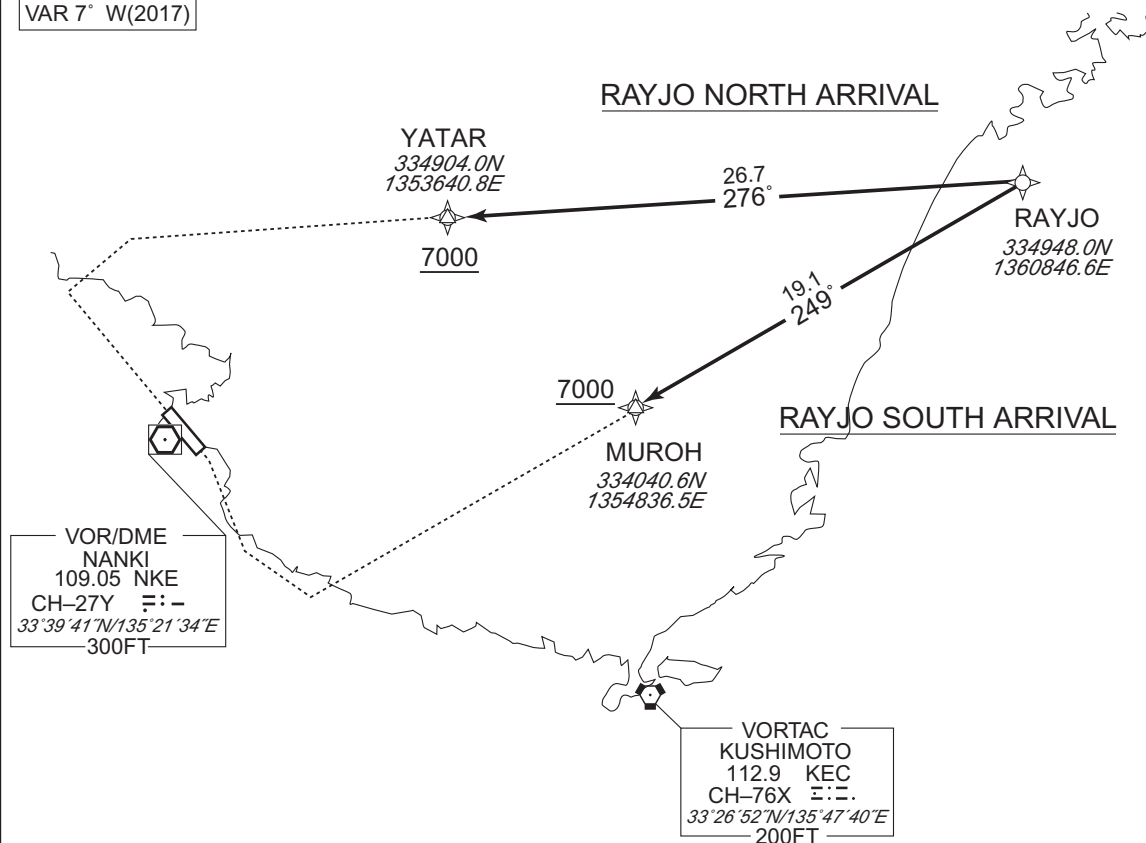 VAR 7° W(2017)
RAYJO NORTH ARRIVAL
YATAR
334904.0N
1353640.8E
7000
26.7
276°
RAYJO
334948.0N
1360846.6E
19.1
249°
7000
MUROH
334040.6N
1354836.5E
RAYJO SOUTH ARRIVAL
VOR/DME
NANKI
109.05 NKE
CH–27Y
33°39´41˝N/135°21´34˝E
300FT
VORTAC
KUSHIMOTO
112.9 KEC
CH–76X
33°26´52˝N/135°47´40˝E
200FT